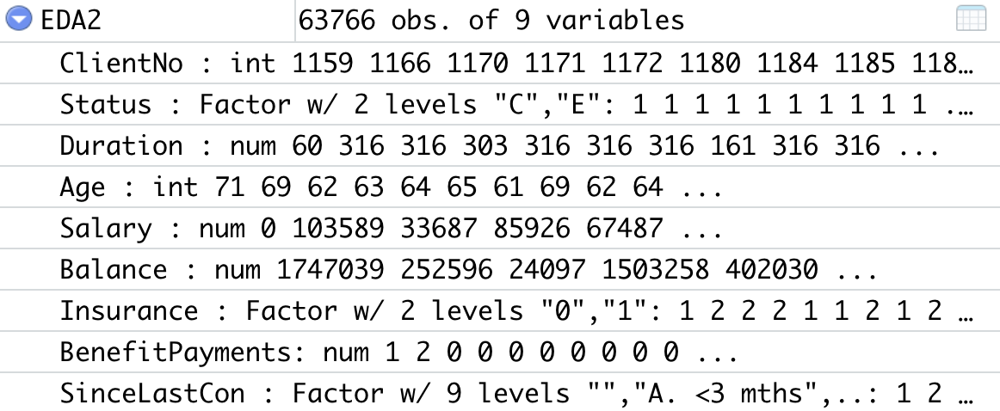 EDA2 63766 obs. of 9 variables
ClientNo : int 1159 1166 1170 1171 1172 1180 1184 1185 118…
Status : Factor w/ 2 levels "C","E": 1 1 1 1 1 1 1 1 1 1 .…
Duration : num 60 316 316 303 316 316 316 161 316 316 ...
Age : int 71 69 62 63 64 65 61 69 62 64 ...
Salary : num 0 103589 33687 85926 67487 ...
Balance : num 1747039 252596 24097 1503258 402030 ...
Insurance : Factor w/ 2 levels "0","1": 1 2 2 2 1 1 2 1 2 …
BenefitPayments: num 1 2 0 0 0 0 0 0 0 0 ...
SinceLastCon : Factor w/ 9 levels "","A. <3 mths",..: 1 2 …